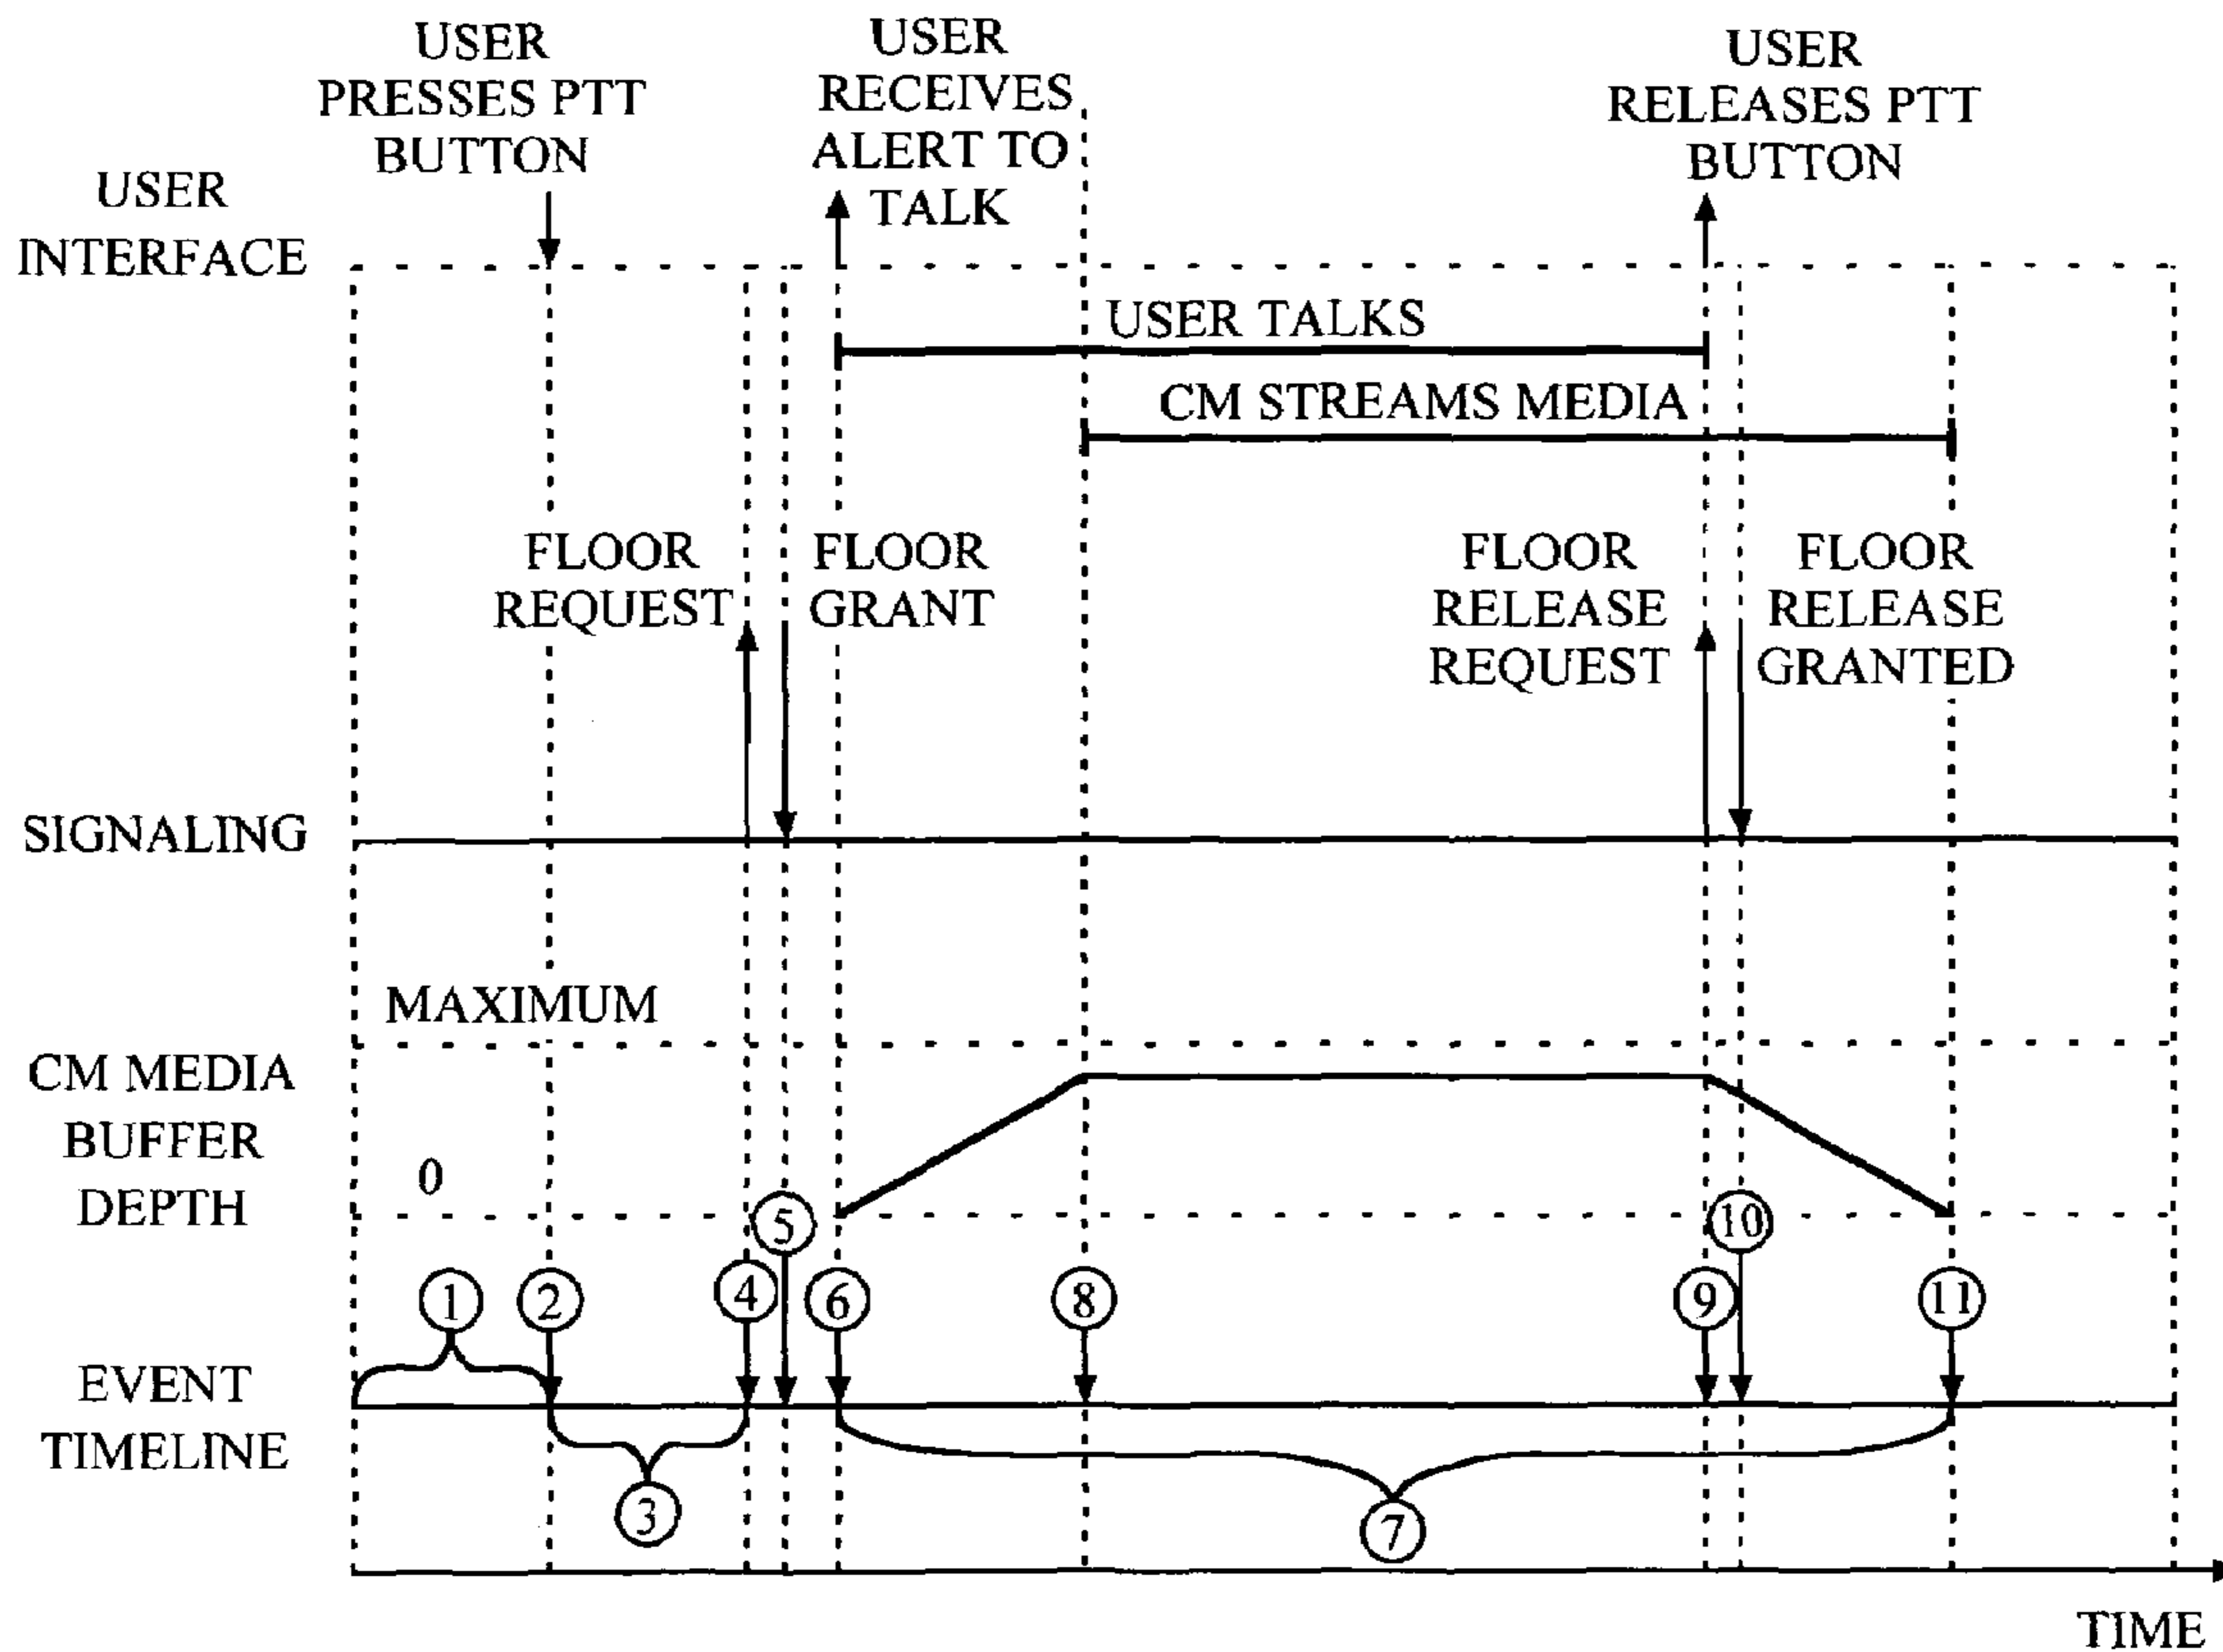 USER
PRESSES PTT
BUTTON
USER
RECEIVES
ALERT TO
TALK
USER
RELEASES PTT
BUTTON
USER
INTERFACE
USER TALKS
CM STREAMS MEDIA
FLOOR
REQUEST
FLOOR
GRANT
FLOOR
RELEASE
REQUEST
FLOOR
RELEASE
GRANTED
SIGNALING
MAXIMUM
CM MEDIA
BUFFER
DEPTH
0
5
10
1
2
4
6
8
9
11
EVENT
TIMELINE
3
7
TIME